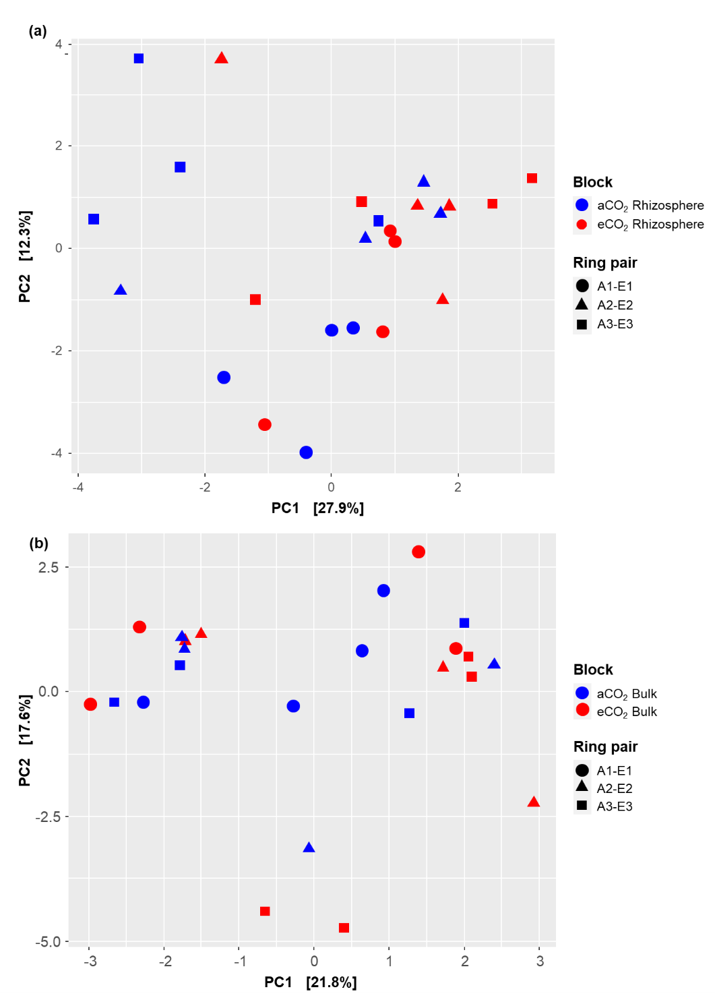 (a)
4
2
0
-2
-4
-4
-2
0
2
PC2 [12.3%]
PC1 [27.9%]
Block
aCO₂ Rhizosphere
eCO₂ Rhizosphere
Ring pair
A1-E1
A2-E2
A3-E3
(b)
2.5
0.0
-2.5
-5.0
-3
-2
-1
0
1
2
3
PC2 [17.6%]
PC1 [21.8%]
Block
aCO₂ Bulk
eCO₂ Bulk
Ring pair
A1-E1
A2-E2
A3-E3